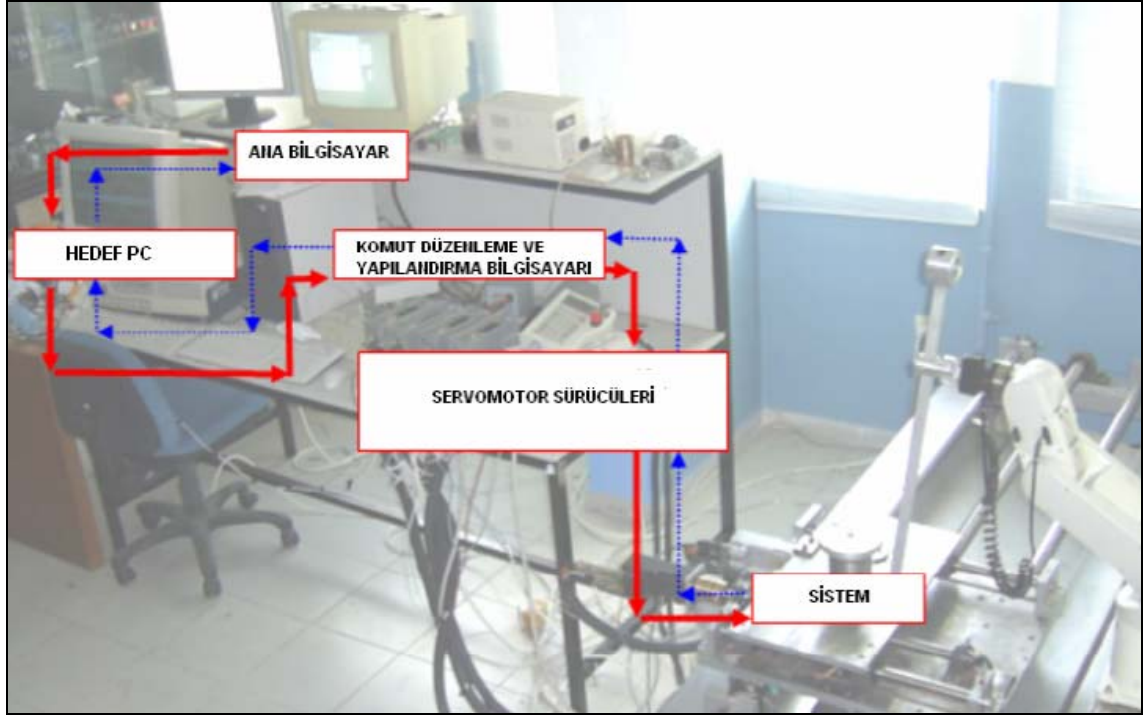 ANA BİLGİSAYAR
HEDEF PC
KOMUT DÜZENLEME VE
YAPILANDIRMA BİLGİSAYARI
SERVOMOTOR SÜRÜCÜLERİ
SİSTEM